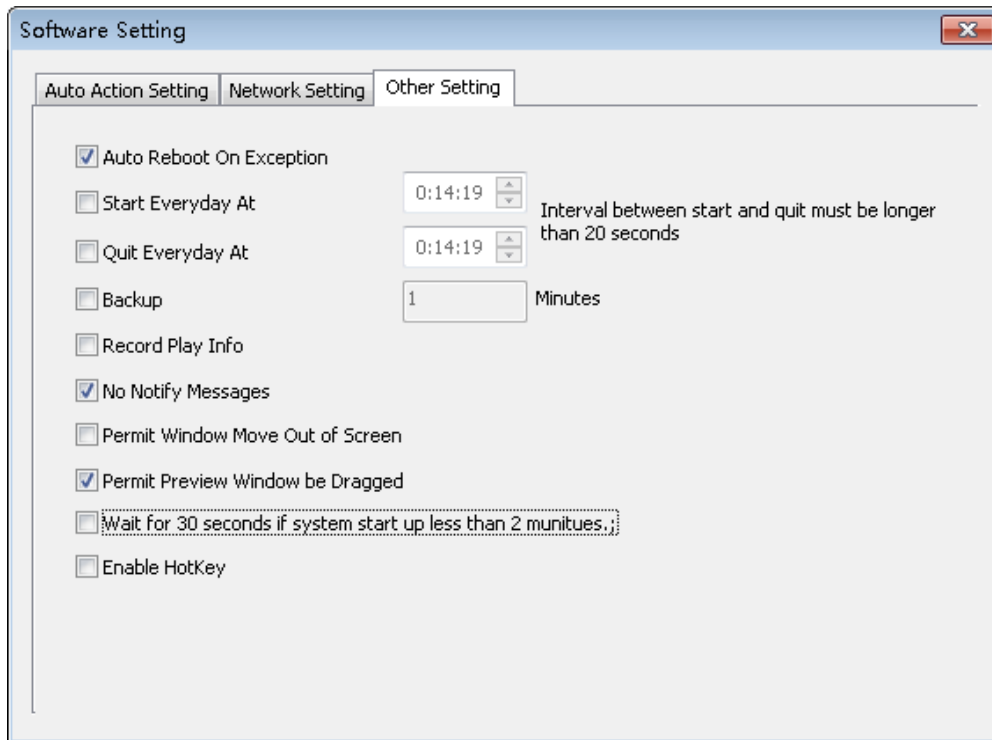 Software Setting
Auto Action Setting Network Setting Other Setting
Auto Reboot On Exception
Start Everyday At 0:14:19
Interval between start and quit must be longer
than 20 seconds
Quit Everyday At 0:14:19
Backup 1 Minutes
Record Play Info
No Notify Messages
Permit Window Move Out of Screen
Permit Preview Window be Dragged
Wait for 30 seconds if system start up less than 2 munitues.;
Enable HotKey